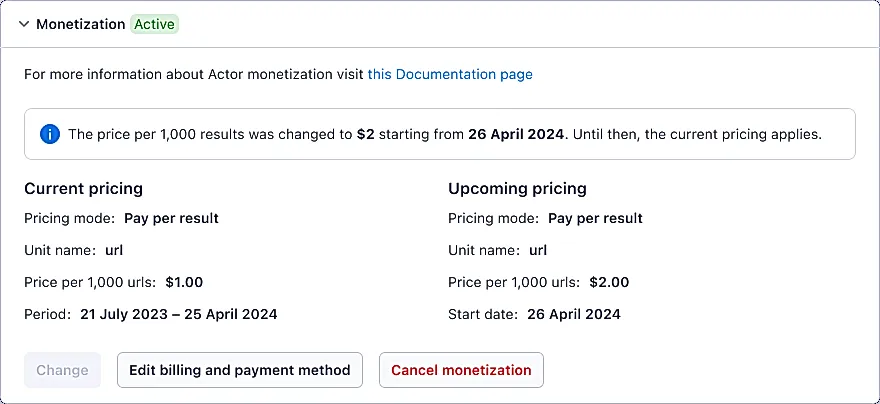 Monetization Active
For more information about Actor monetization visit this Documentation page
The price per 1,000 results was changed to $2 starting from 26 April 2024. Until then, the current pricing applies.
Current pricing
Pricing mode: Pay per result
Unit name: url
Price per 1,000 urls: $1.00
Period: 21 July 2023 – 25 April 2024
Upcoming pricing
Pricing mode: Pay per result
Unit name: url
Price per 1,000 urls: $2.00
Start date: 26 April 2024
Change
Edit billing and payment method
Cancel monetization